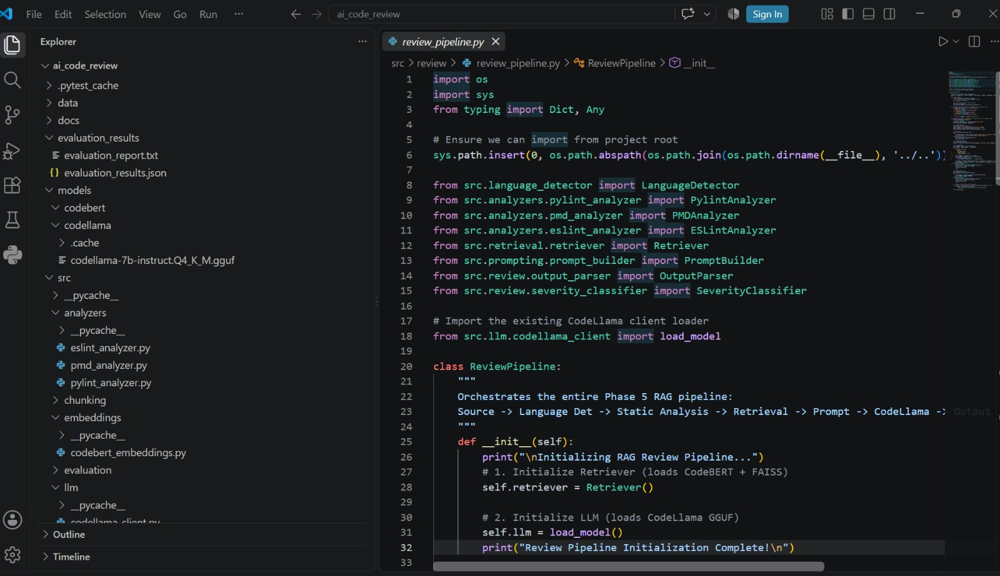 File Edit Selection View Go Run ···
ai_code_review
Sign In
Explorer
ai_code_review
.pytest_cache
data
docs
evaluation_results
evaluation_report.txt
{} evaluation_results.json
models
codebert
codellama
.cache
codellama-7b-instruct.Q4_K_M.gguf
src
__pycache__
analyzers
__pycache__
eslint_analyzer.py
pmd_analyzer.py
pylint_analyzer.py
chunking
embeddings
__pycache__
codebert_embeddings.py
evaluation
llm
__pycache__
codellama_client.py
Outline
Timeline
review_pipeline.py
src > review > review_pipeline.py > ReviewPipeline > __init__
1 import os
2 import sys
3 from typing import Dict, Any
4
5 # Ensure we can import from project root
6 sys.path.insert(0, os.path.abspath(os.path.join(os.path.dirname(__file__), '../..')))
7
8 from src.language_detector import LanguageDetector
9 from src.analyzers.pylint_analyzer import PylintAnalyzer
10 from src.analyzers.pmd_analyzer import PMDAnalyzer
11 from src.analyzers.eslint_analyzer import ESLintAnalyzer
12 from src.retrieval.retriever import Retriever
13 from src.prompting.prompt_builder import PromptBuilder
14 from src.review.output_parser import OutputParser
15 from src.review.severity_classifier import SeverityClassifier
16
17 # Import the existing CodeLlama client loader
18 from src.llm.codellama_client import load_model
19
20 class ReviewPipeline:
21 """
22 Orchestrates the entire Phase 5 RAG pipeline:
23 Source -> Language Det -> Static Analysis -> Retrieval -> Prompt -> CodeLlama -> Output
24 """
25 def __init__(self):
26 print("\nInitializing RAG Review Pipeline...")
27 # 1. Initialize Retriever (loads CodeBERT + FAISS)
28 self.retriever = Retriever()
29
30 # 2. Initialize LLM (loads CodeLlama GGUF)
31 self.llm = load_model()
32 print("Review Pipeline Initialization Complete!\n")
33